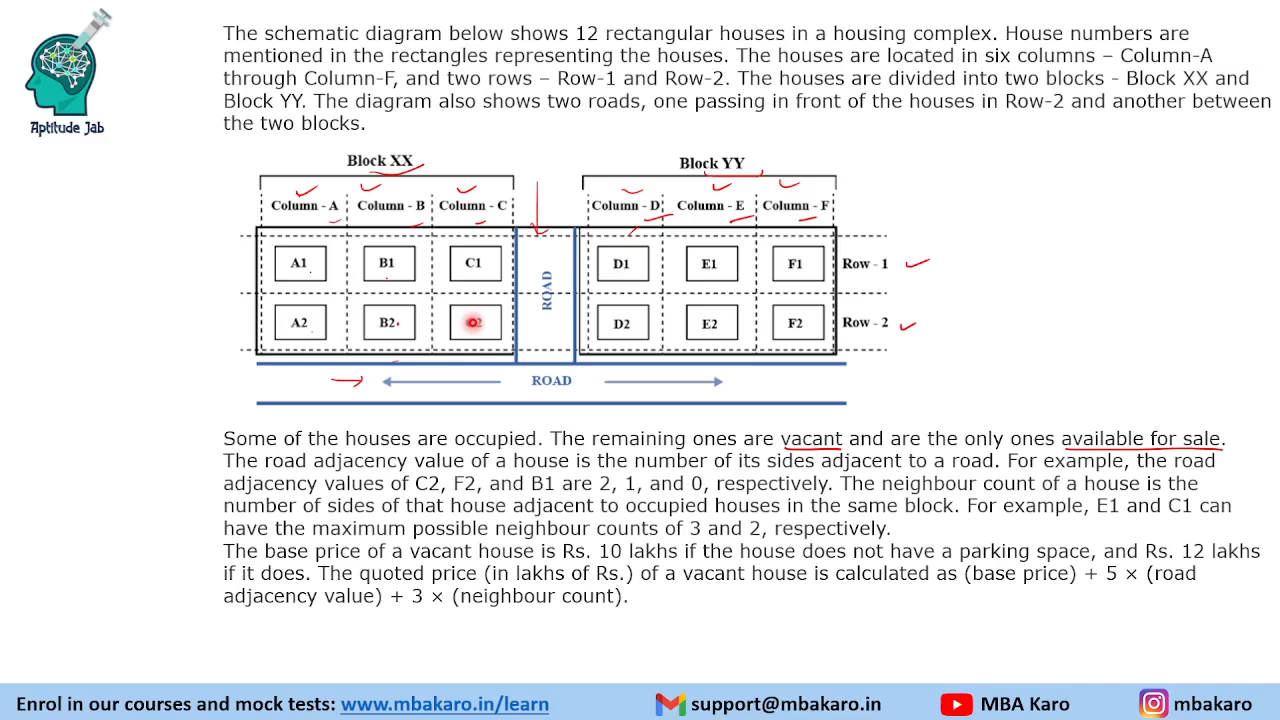 The schematic diagram below shows 12 rectangular houses in a housing complex. House numbers are
mentioned in the rectangles representing the houses. The houses are located in six columns – Column-A
through Column-F, and two rows – Row-1 and Row-2. The houses are divided into two blocks - Block XX and
Block YY. The diagram also shows two roads, one passing in front of the houses in Row-2 and another between
the two blocks.
Aptitude Jab
Block XX Block YY
Column - A Column - B Column - C Column - D Column - E Column - F
A1 B1 C1 ROAD D1 E1 F1 Row - 1
A2 B2 D2 E2 F2 Row - 2
ROAD
Some of the houses are occupied. The remaining ones are vacant and are the only ones available for sale.
The road adjacency value of a house is the number of its sides adjacent to a road. For example, the road
adjacency values of C2, F2, and B1 are 2, 1, and 0, respectively. The neighbour count of a house is the
number of sides of that house adjacent to occupied houses in the same block. For example, E1 and C1 can
have the maximum possible neighbour counts of 3 and 2, respectively.
The base price of a vacant house is Rs. 10 lakhs if the house does not have a parking space, and Rs. 12 lakhs
if it does. The quoted price (in lakhs of Rs.) of a vacant house is calculated as (base price) + 5 × (road
adjacency value) + 3 × (neighbour count).
Enrol in our courses and mock tests: www.mbakaro.in/learn support@mbakaro.in MBA Karo mbakaro